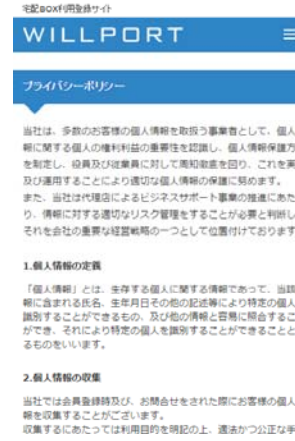 宅配BOX利用登録サイト
WILLPORT
プライバシーポリシー
当社は、多数のお客様の個人情報を取扱う事業者として、個人
報に関する個人の権利利益の重要性を認識し、個人情報保護方
を制定し、役員及び従業員に対して周知徹底を図り、これを実
及び運用することにより適切な個人情報の保護に努めます。
また、当社は代理店によるビジネスサポート事業の推進にあた
り、情報に対する適切なリスク管理をすることが必要と判断し
それを会社の重要な経営戦略の一つとして位置付けております
1.個人情報の定義
「個人情報」とは、生存する個人に関する情報であって、当該
報に含まれる氏名、生年月日その他の記述等により特定の個人
識別することができるもの、及び他の情報と容易に照合するこ
ができ、それにより特定の個人を識別することができることと
るものをいいます。
2.個人情報の収集
当社では会員登録時及び、お問合せをされた際にお客様の個人
報を収集することがございます。
収集するにあたっては利用目的を明記の上、適法かつ公正な手